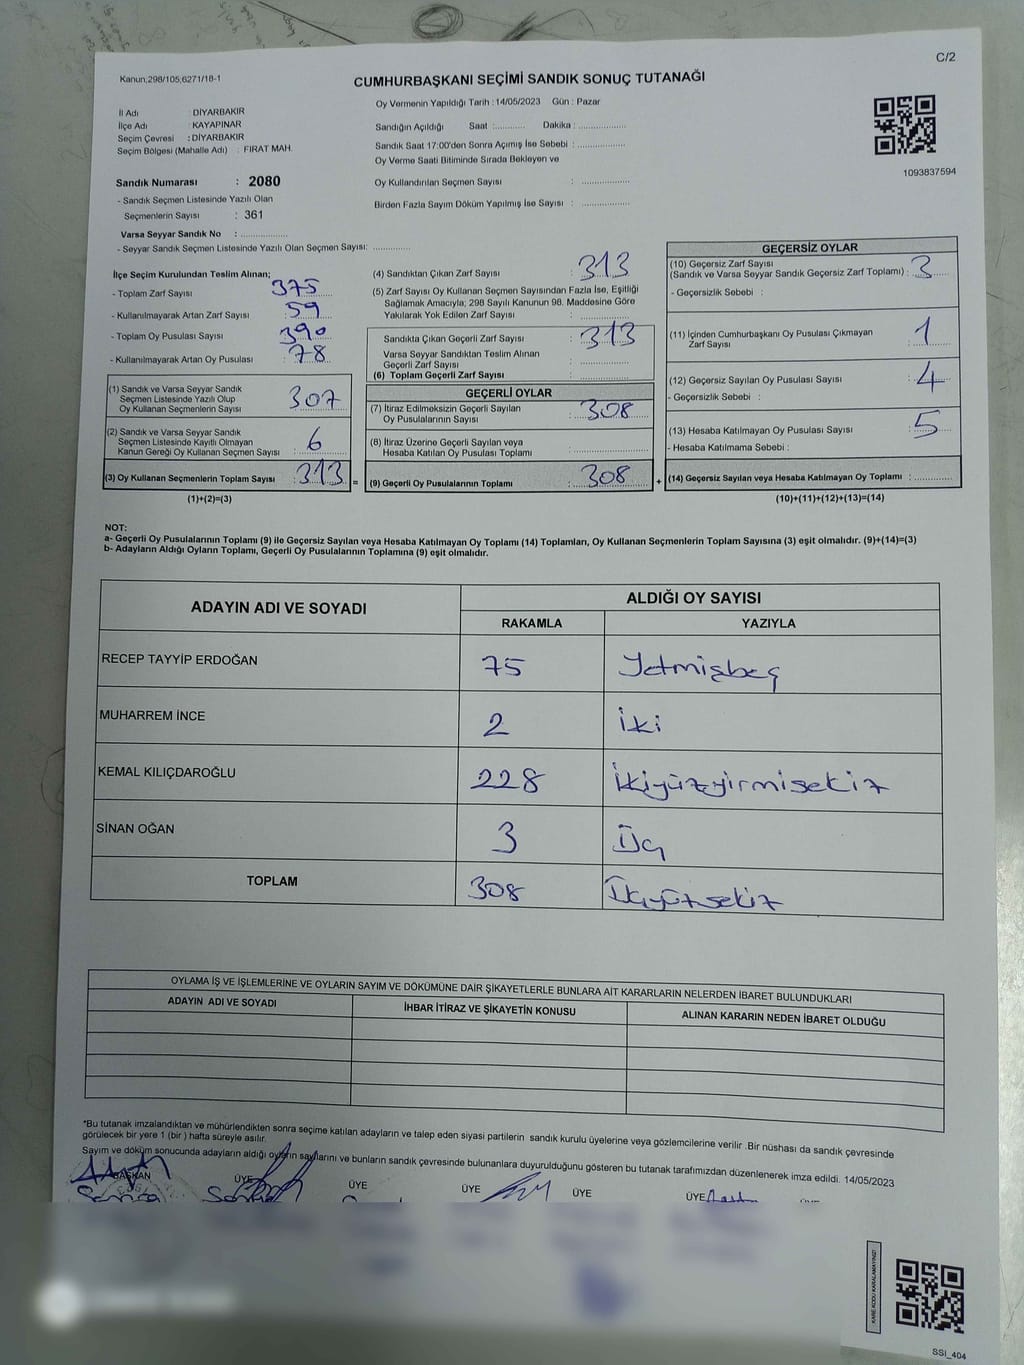 C/2
Kanun;298/105;6271/18-1
CUMHURBAŞKANI SEÇİMİ SANDIK SONUÇ TUTANAĞI
İl Adı : DİYARBAKIR
İlçe Adı : KAYAPINAR
Seçim Çevresi : DİYARBAKIR
Seçim Bölgesi (Mahalle Adı) : FIRAT MAH.
Sandık Numarası : 2080
- Sandık Seçmen Listesinde Yazılı Olan
Seçmenlerin Sayısı : 361
Varsa Seyyar Sandık No : ..............
- Seyyar Sandık Seçmen Listesinde Yazılı Olan Seçmen Sayısı: ............
Oy Vermenin Yapıldığı Tarih : 14/05/2023 Gün : Pazar
Sandığın Açıldığı Saat :.......... Dakika : ................
Sandık Saat 17:00'den Sonra Açımış İse Sebebi : ................
Oy Verme Saati Bitiminde Sırada Bekleyen ve
Oy Kullandırılan Seçmen Sayısı : ................
Birden Fazla Sayım Döküm Yapılmış İse Sayısı : ................
1093837594
İlçe Seçim Kurulundan Teslim Alınan;
- Toplam Zarf Sayısı : 375
- Kullanılmayarak Artan Zarf Sayısı : 59
- Toplam Oy Pusulası Sayısı : 390
- Kullanılmayarak Artan Oy Pusulası : 78
(1) Sandık ve Varsa Seyyar Sandık
Seçmen Listesinde Yazılı Olup
Oy Kullanan Seçmenlerin Sayısı : 307
(2) Sandık ve Varsa Seyyar Sandık
Seçmen Listesinde Kayıtlı Olmayan
Kanun Gereği Oy Kullanan Seçmen Sayısı : 6
(3) Oy Kullanan Seçmenlerin Toplam Sayısı : 313 =
(1)+(2)=(3)
(4) Sandıktan Çıkan Zarf Sayısı : 313
(5) Zarf Sayısı Oy Kullanan Seçmen Sayısından Fazla İse, Eşitliği
Sağlamak Amacıyla; 298 Sayılı Kanunun 98. Maddesine Göre
Yakılarak Yok Edilen Zarf Sayısı : ................
Sandıkta Çıkan Geçerli Zarf Sayısı : 313
Varsa Seyyar Sandıktan Teslim Alınan
Geçerli Zarf Sayısı : ................
(6) Toplam Geçerli Zarf Sayısı : ................
GEÇERLİ OYLAR
(7) İtiraz Edilmeksizin Geçerli Sayılan
Oy Pusulalarının Sayısı : 308
(8) İtiraz Üzerine Geçerli Sayılan veya
Hesaba Katılan Oy Pusulası Toplamı : ................
(9) Geçerli Oy Pusulalarının Toplamı : 308 +
GEÇERSİZ OYLAR
(10) Geçersiz Zarf Sayısı
(Sandık ve Varsa Seyyar Sandık Geçersiz Zarf Toplamı) : 3
- Geçersizlik Sebebi :
(11) İçinden Cumhurbaşkanı Oy Pusulası Çıkmayan
Zarf Sayısı : 1
(12) Geçersiz Sayılan Oy Pusulası Sayısı : 4
- Geçersizlik Sebebi :
(13) Hesaba Katılmayan Oy Pusulası Sayısı : 5
- Hesaba Katılmama Sebebi :
(14) Geçersiz Sayılan veya Hesaba Katılmayan Oy Toplamı : ............
(10)+(11)+(12)+(13)=(14)
NOT:
a- Geçerli Oy Pusulalarının Toplamı (9) ile Geçersiz Sayılan veya Hesaba Katılmayan Oy Toplamı (14) Toplamları, Oy Kullanan Seçmenlerin Toplam Sayısına (3) eşit olmalıdır. (9)+(14)=(3)
b- Adayların Aldığı Oyların Toplamı, Geçerli Oy Pusulalarının Toplamına (9) eşit olmalıdır.
ADAYIN ADI VE SOYADI ALDIĞI OY SAYISI
RAKAMLA YAZIYLA
RECEP TAYYİP ERDOĞAN 75 Yetmişbeş
MUHARREM İNCE 2 İki
KEMAL KILIÇDAROĞLU 228 İkiyüzyirmisekiz
SİNAN OĞAN 3 Üç
TOPLAM 308 Üçyüzsekiz
OYLAMA İŞ VE İŞLEMLERİNE VE OYLARIN SAYIM VE DÖKÜMÜNE DAİR ŞİKAYETLERLE BUNLARA AİT KARARLARIN NELERDEN İBARET BULUNDUKLARI
ADAYIN ADI VE SOYADI İHBAR İTİRAZ VE ŞİKAYETİN KONUSU ALINAN KARARIN NEDEN İBARET OLDUĞU
*Bu tutanak imzalandıktan ve mühürlendikten sonra seçime katılan adayların ve talep eden siyasi partilerin sandık kurulu üyelerine veya gözlemcilerine verilir .Bir nüshası da sandık çevresinde
görülecek bir yere 1 (bir ) hafta süreyle asılır.
Sayım ve döküm sonucunda adayların aldığı oyların sayılarını ve bunların sandık çevresinde bulunanlara duyurulduğunu gösteren bu tutanak tarafımızdan düzenlenerek imza edildi. 14/05/2023
BAŞKAN ÜYE ÜYE ÜYE ÜYE ÜYE
KARE KODU KARALAMAYINIZ!
SSİ_404